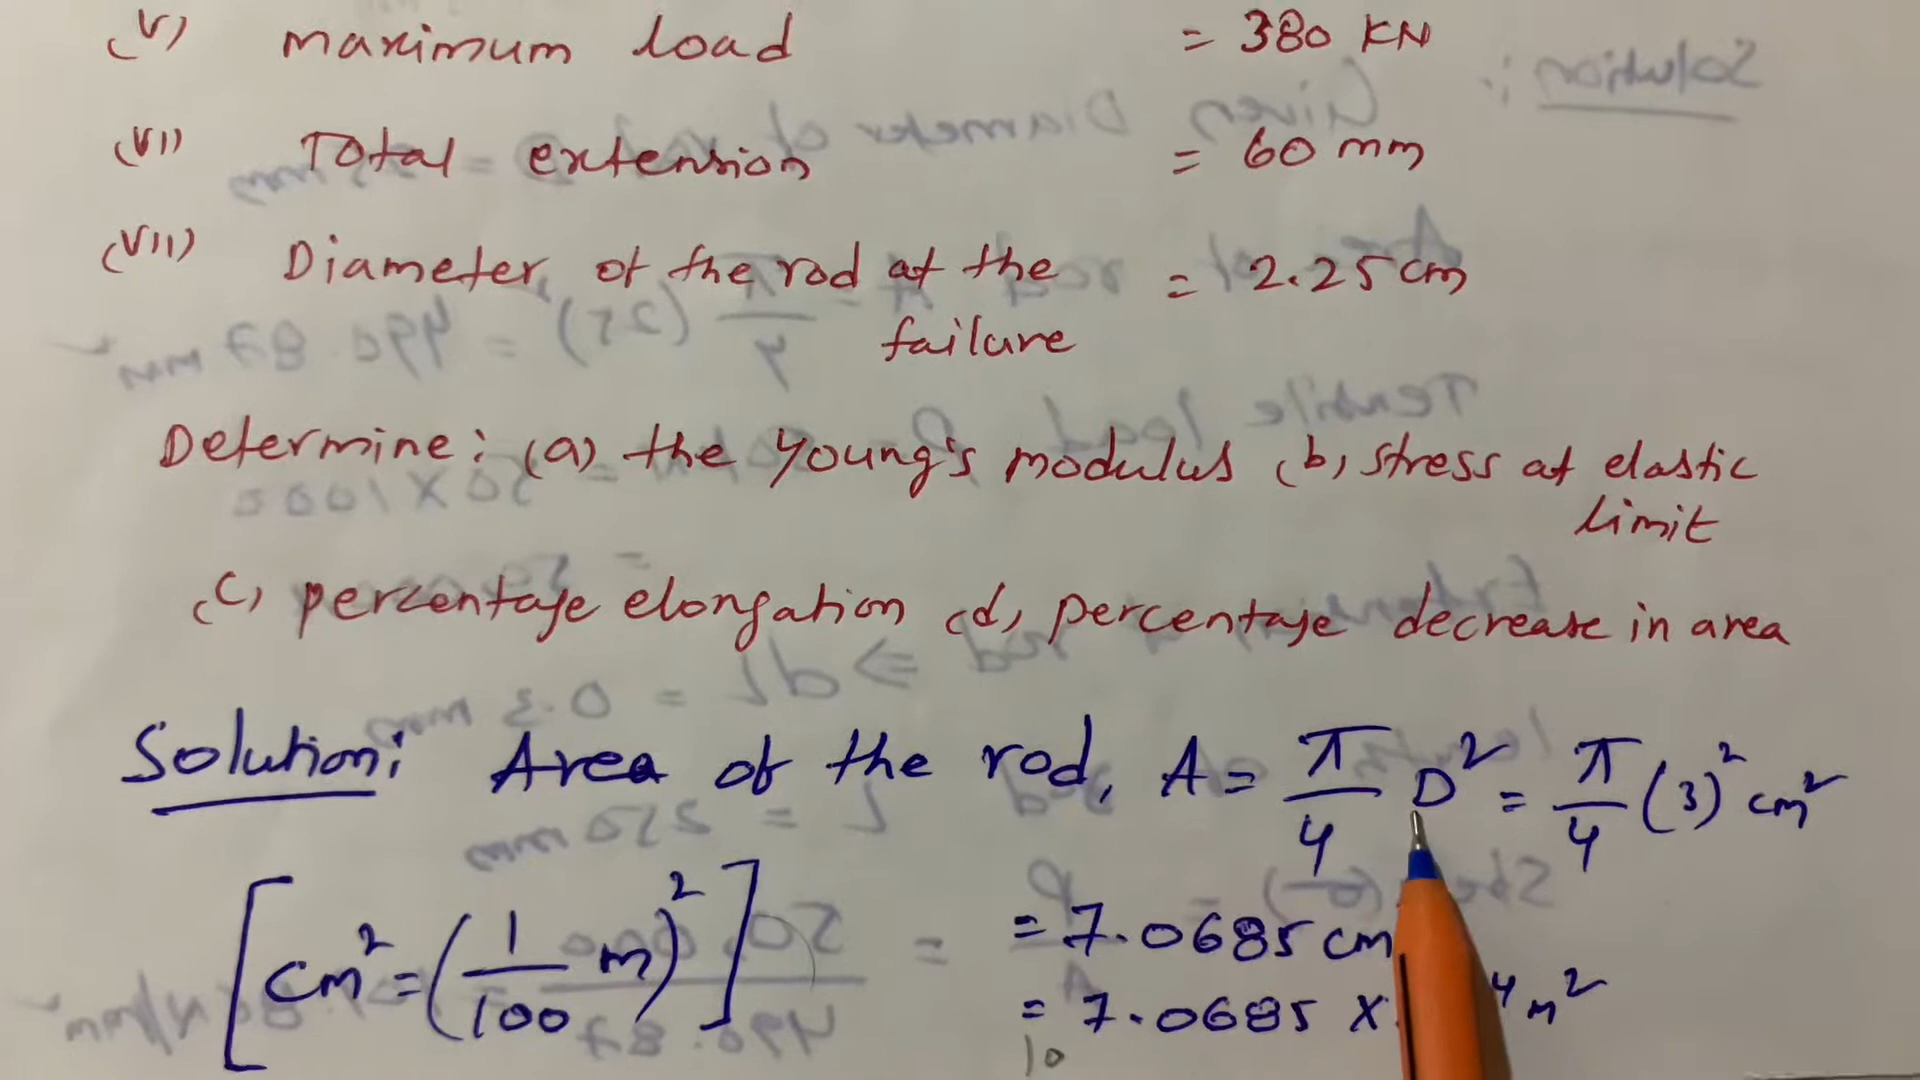 (v) maximum load = 380 KN
(vi) Total extension = 60 mm
(vii) Diameter of the rod at the = 2.25 cm
failure
Determine: (a) the Young's modulus (b) stress at elastic
limit
(c) percentage elongation (d) percentage decrease in area
Solution: Area of the rod, A = π/4 D² = π/4 (3)² cm²
[cm² = (1/100 m)²] = 7.0685 cm
= 7.0685 x 4 m²
10